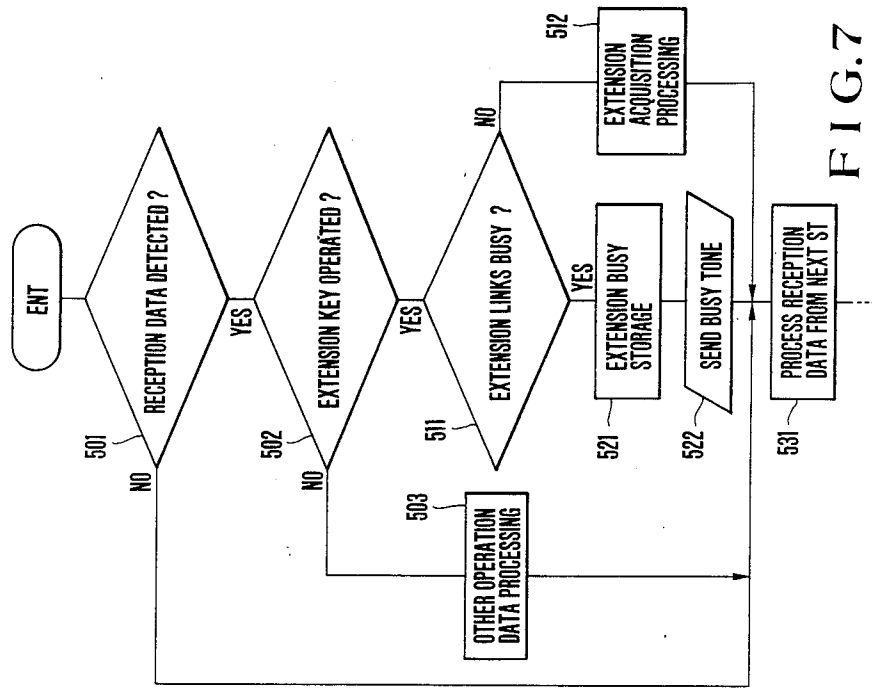 ENT
501
RECEPTION DATA DETECTED ?
NO
YES
502
EXTENSION KEY OPERATED ?
NO
YES
503
OTHER OPERATION
DATA PROCESSING
511
EXTENSION LINKS BUSY ?
NO
YES
512
EXTENSION
ACQUISITION
PROCESSING
521
EXTENSION BUSY
STORAGE
522
SEND BUSY TONE
531
PROCESS RECEPTION
DATA FROM NEXT ST
FIG.7